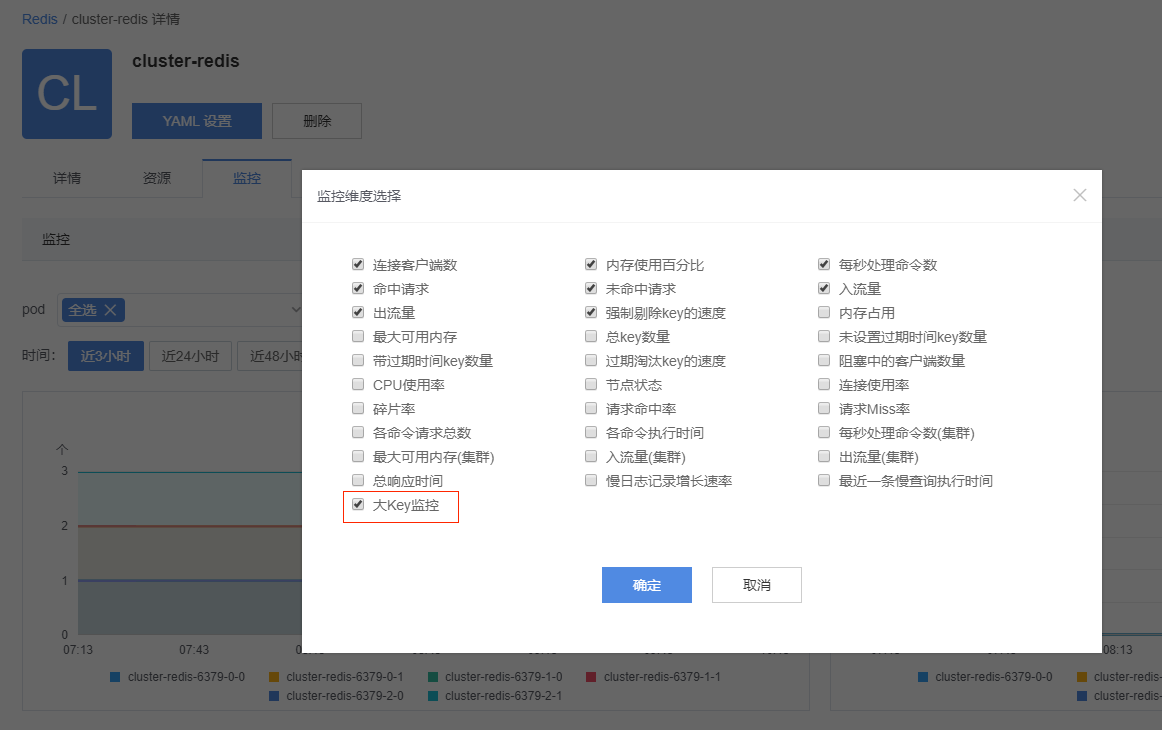 Redis / cluster-redis 详情
CL
cluster-redis
YAML 设置 删除
详情 资源 监控
监控维度选择
监控
连接客户端数 内存使用百分比 每秒处理命令数
命中请求 未命中请求 入流量
出流量 强制剔除key的速度 内存占用
pod 全选
最大可用内存 总key数量 未设置过期时间key数量
时间: 近3小时 近24小时 近48小时
带过期时间key数量 过期淘汰key的速度 阻塞中的客户端数量
CPU使用率 节点状态 连接使用率
碎片率 请求命中率 请求Miss率
各命令请求总数 各命令执行时间 每秒处理命令数(集群)
个
最大可用内存(集群) 入流量(集群) 出流量(集群)
3
总响应时间 慢日志记录增长速率 最近一条慢查询执行时间
大Key监控
2
1
确定 取消
0
07:13 07:43 08:13
cluster-redis-6379-0-0 cluster-redis-6379-0-1 cluster-redis-6379-1-0 cluster-redis-6379-1-1 cluster-redis-6379-0-0 cluster-redis
cluster-redis-6379-2-0 cluster-redis-6379-2-1 cluster-redis